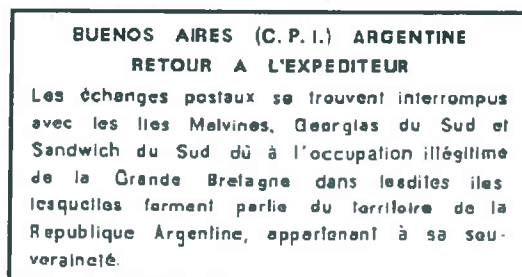 BUENOS AIRES (C. P. I.) ARGENTINE
RETOUR A L'EXPEDITEUR
Les échanges postaux se trouvent interrompus
avec les Iles Malvines, Georgias du Sud et
Sandwich du Sud dû à l'occupation illégitime
de la Grande Bretagne dans lesdites iles
lesquelles forment partie du territoire de la
Republique Argentine, appartenant à sa sou-
veraineté.